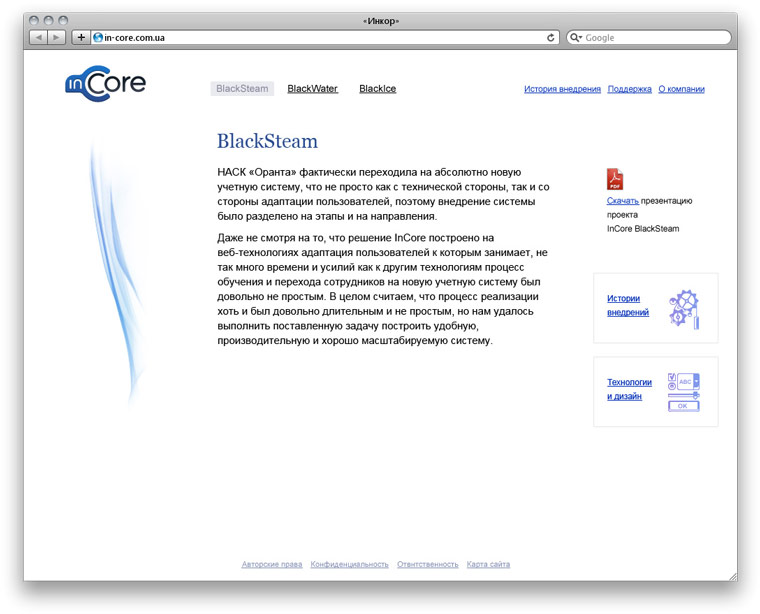 «Инкор»
in-core.com.ua
Google
inCore
BlackSteam BlackWater BlackIce
История внедрения Поддержка О компании
BlackSteam
НАСК «Оранта» фактически переходила на абсолютно новую
учетную систему, что не просто как с технической стороны, так и со
стороны адаптации пользователей, поэтому внедрение системы
было разделено на этапы и на направления.
Даже не смотря на то, что решение InCore построено на
веб-технологиях адаптация пользователей к которым занимает, не
так много времени и усилий как к другим технологиям процесс
обучения и перехода сотрудников на новую учетную систему был
довольно не простым. В целом считаем, что процесс реализации
хоть и был довольно длительным и не простым, но нам удалось
выполнить поставленную задачу построить удобную,
производительную и хорошо масштабируемую систему.
PDF
Скачать презентацию
проекта
InCore BlackSteam
Истории
внедрений
Технологии
и дизайн
ABC
OK
Авторские права Конфиденциальность Отвитственность Карта сайта